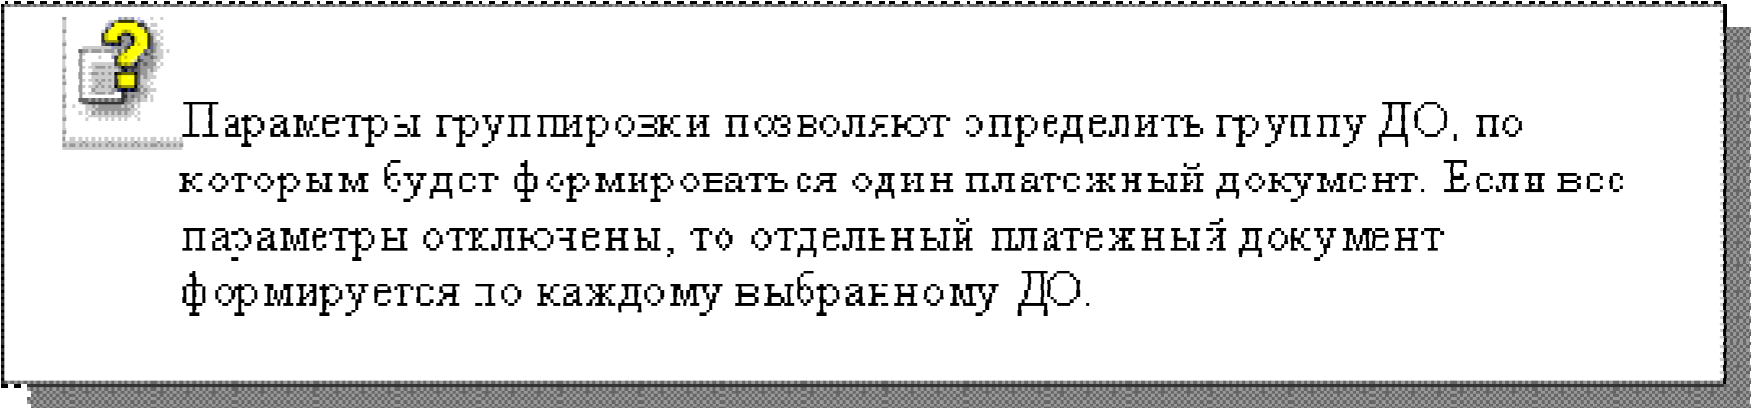 Параметры группировки позволяют определить группу ДО, по
которым будет формироваться один платежный документ. Если все
параметры отключены, то отдельный платежный документ
формируется по каждому выбранному ДО.